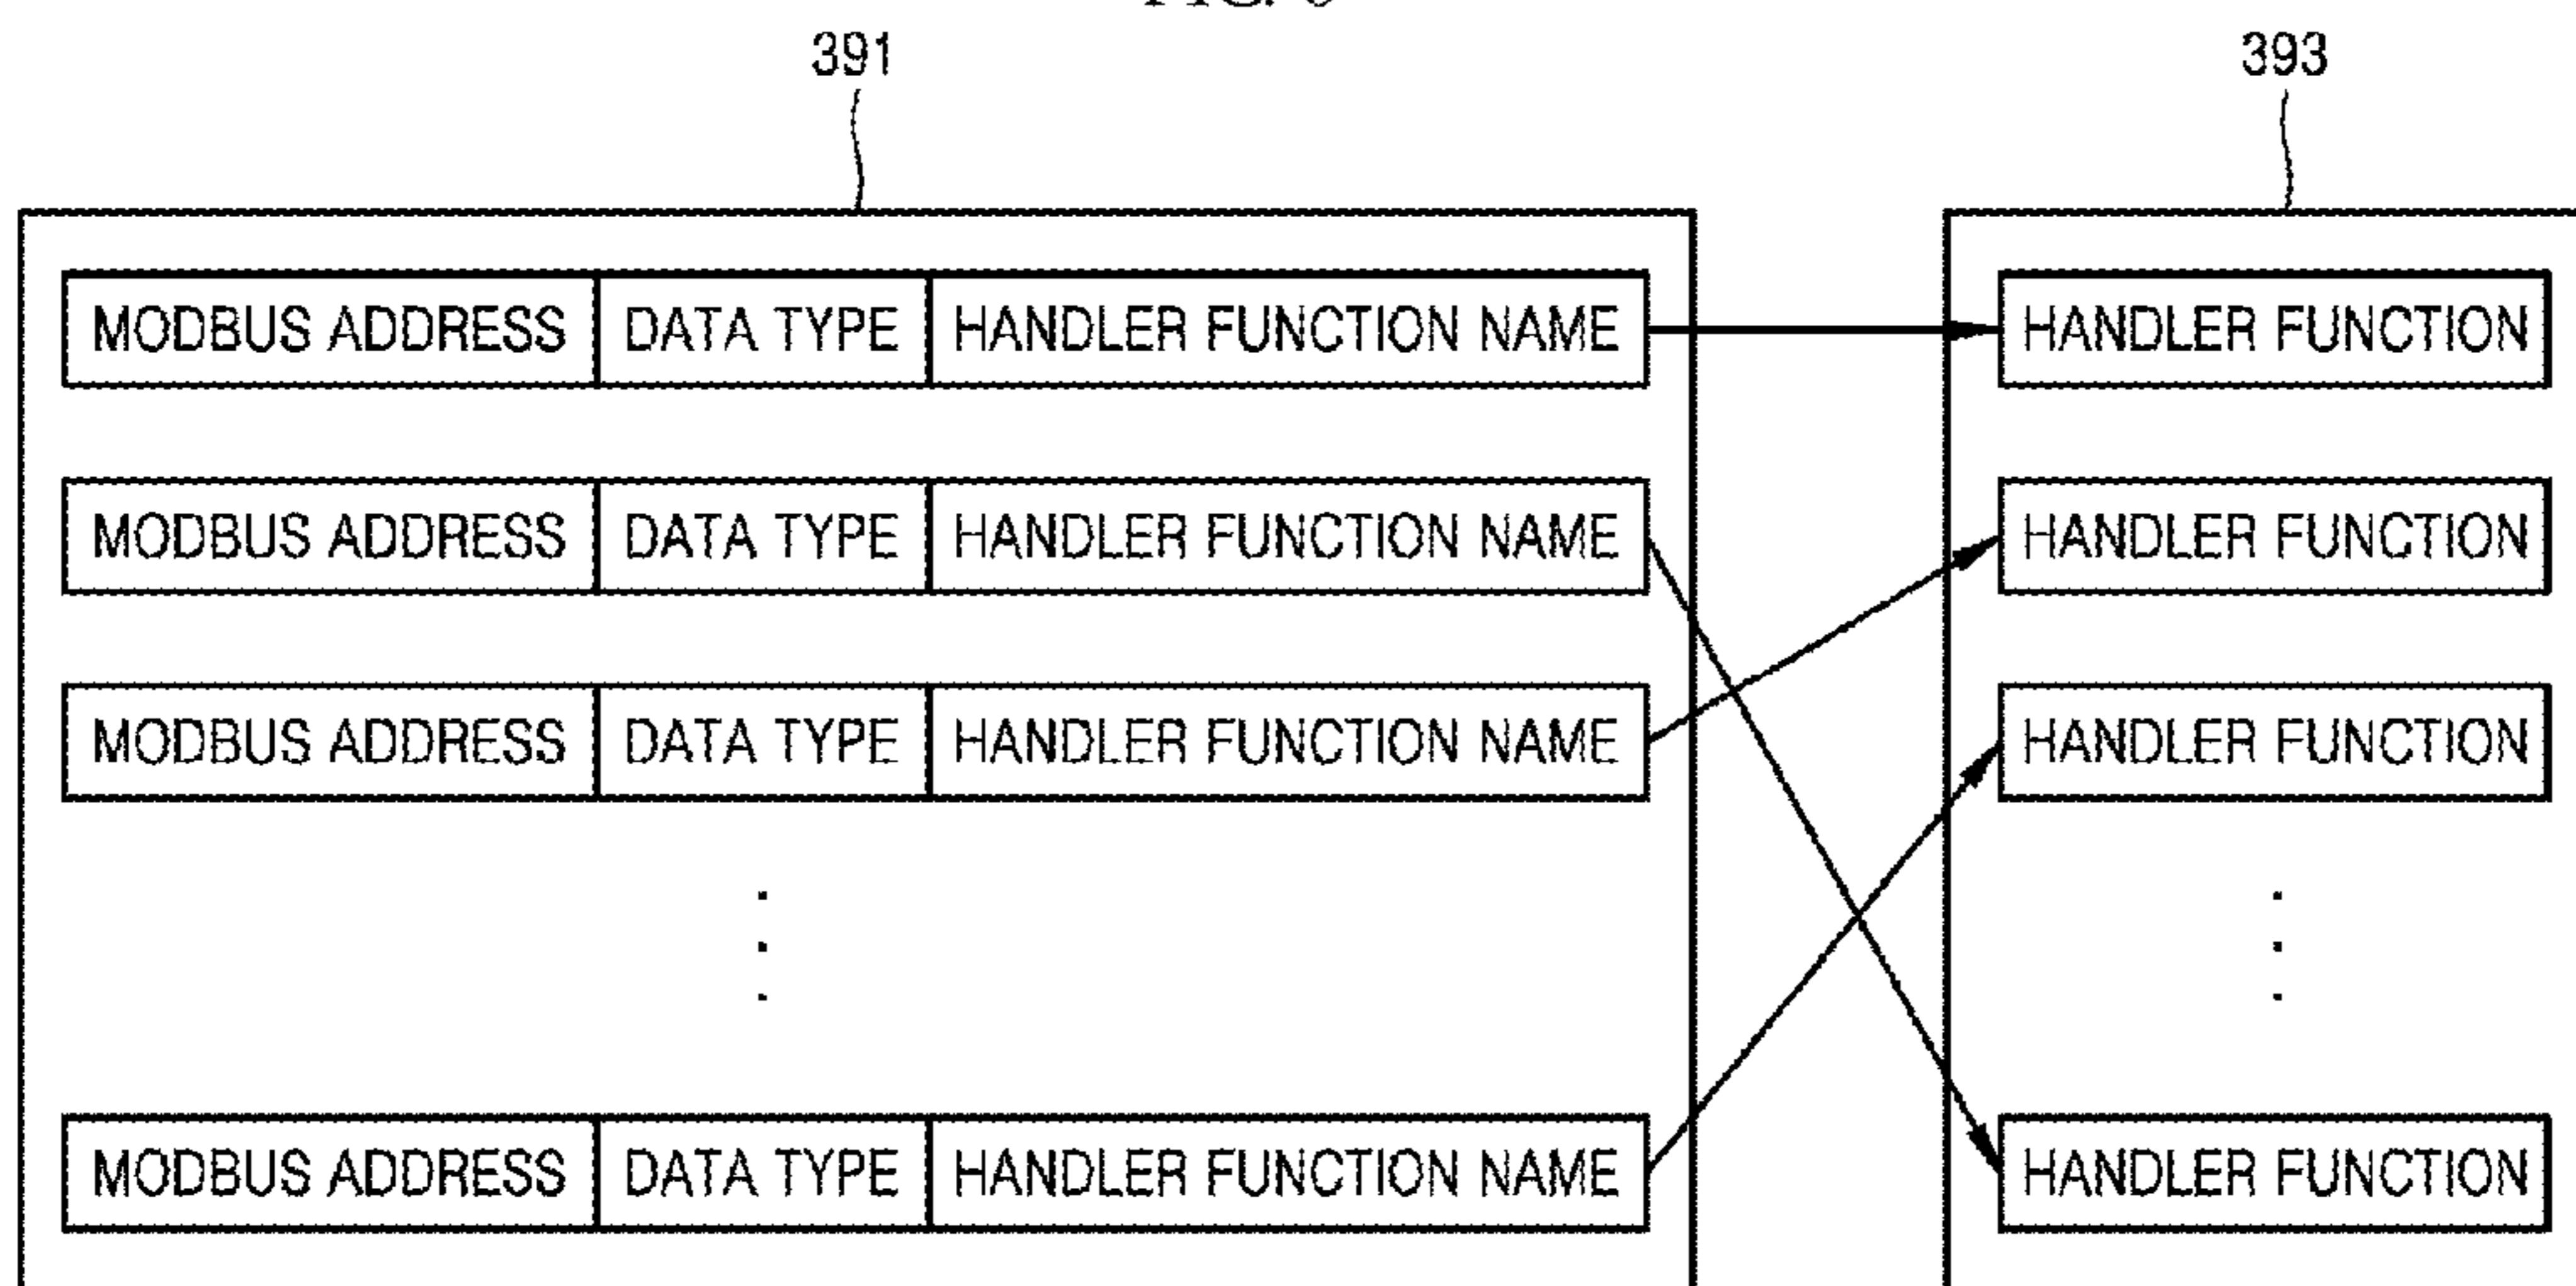 391 393
MODBUS ADDRESS DATA TYPE HANDLER FUNCTION NAME HANDLER FUNCTION
MODBUS ADDRESS DATA TYPE HANDLER FUNCTION NAME HANDLER FUNCTION
MODBUS ADDRESS DATA TYPE HANDLER FUNCTION NAME HANDLER FUNCTION
MODBUS ADDRESS DATA TYPE HANDLER FUNCTION NAME HANDLER FUNCTION